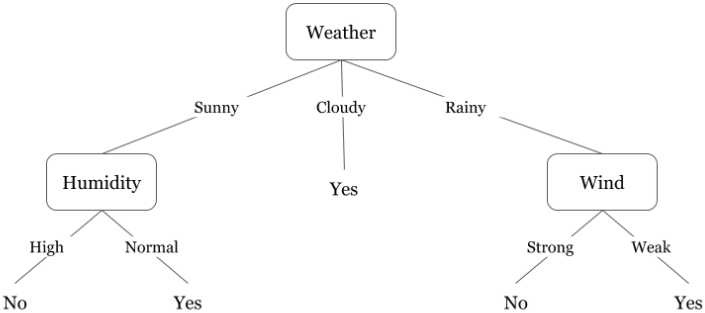 Weather
Sunny
Cloudy
Rainy
Humidity
Yes
Wind
High
Normal
Strong
Weak
No
Yes
No
Yes